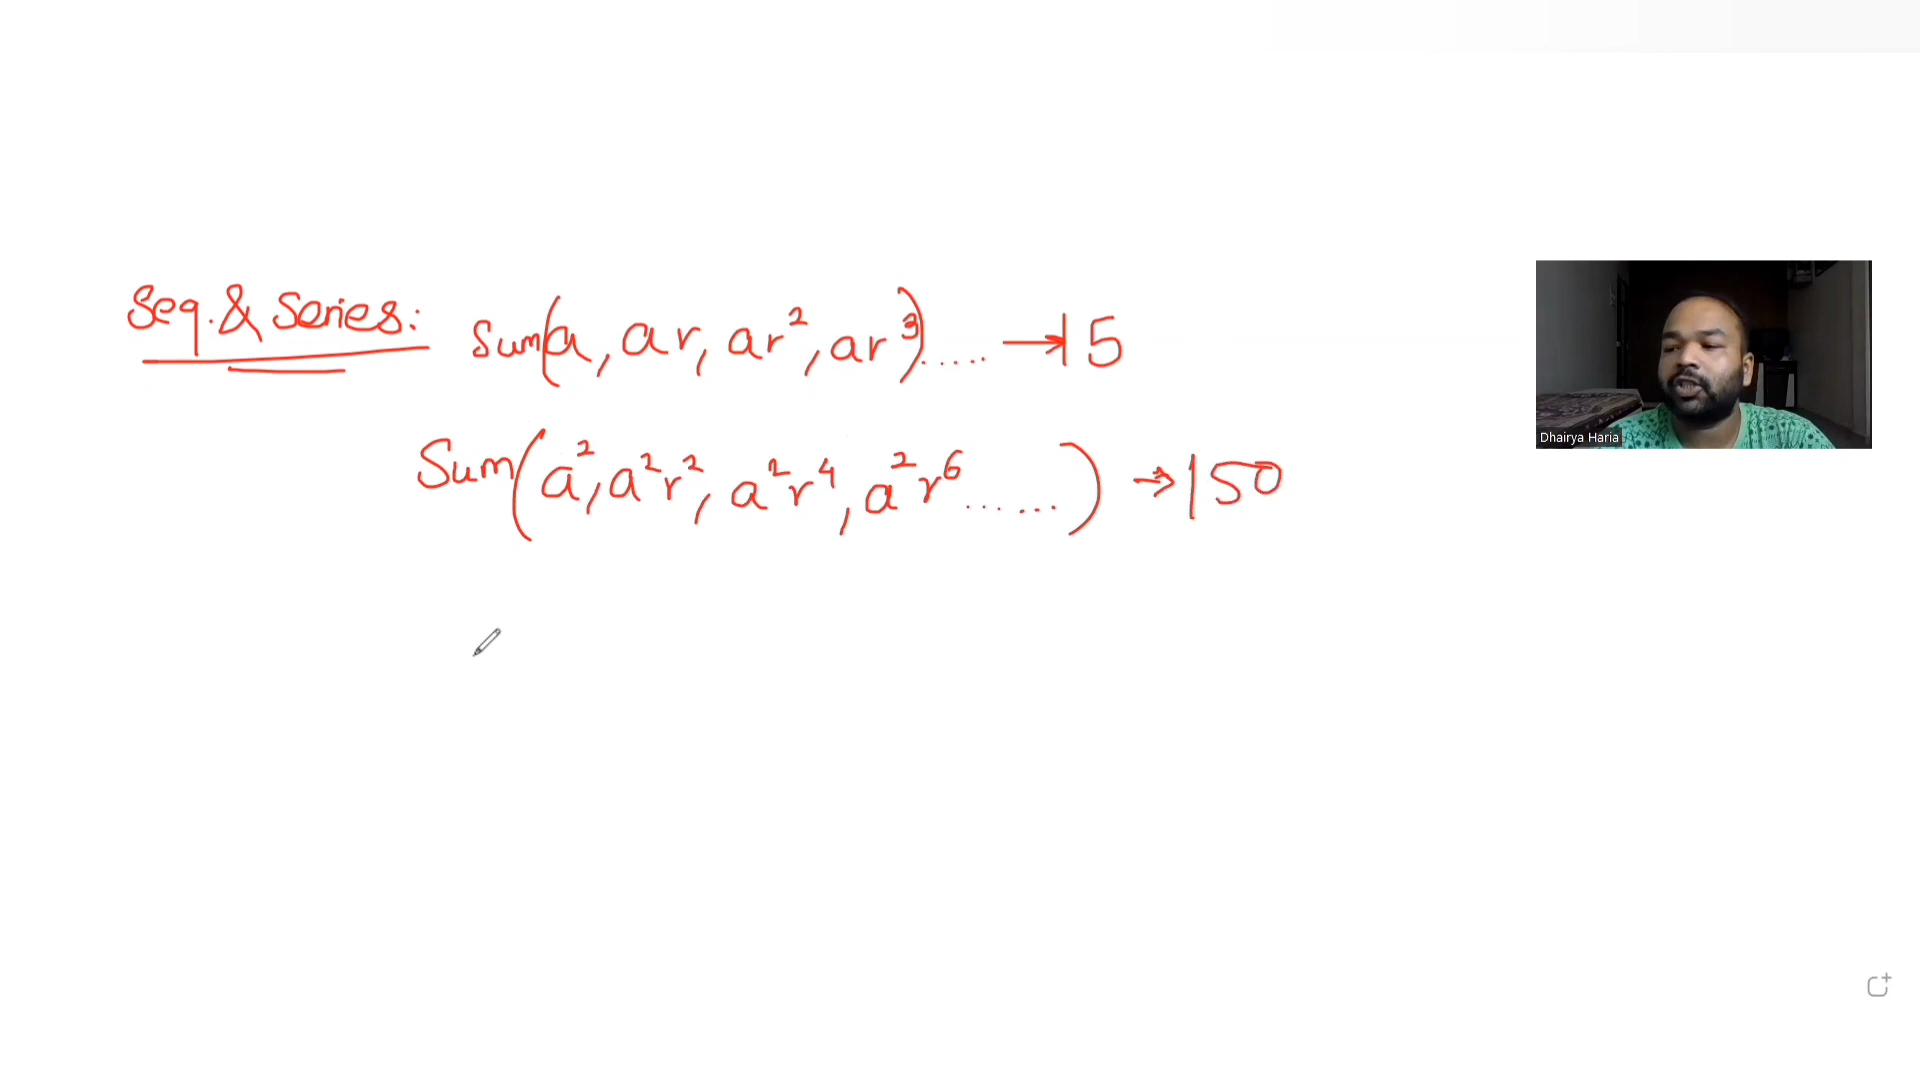 Seq. & Series:
Sum(a, ar, ar², ar³)..... → 15
Sum(a², a²r², a²r⁴, a²r⁶......) → 150
Dhairya Haria